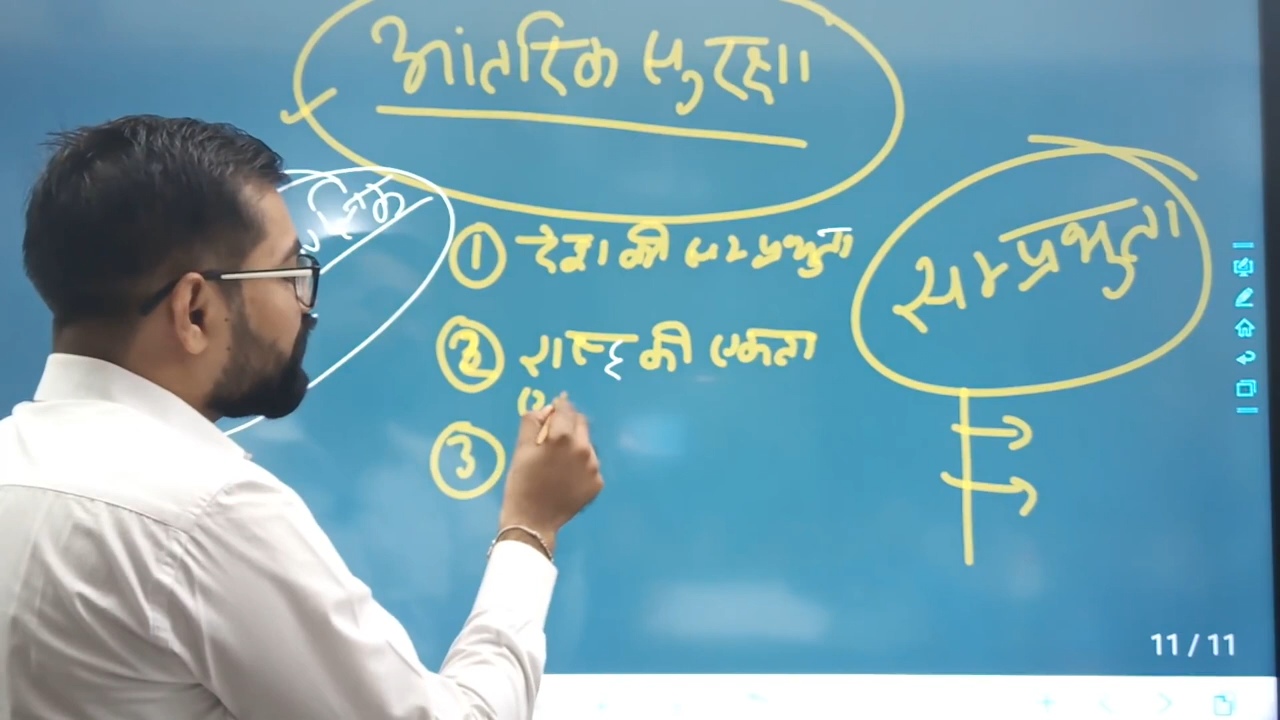 आंतरिक सुरक्षा
① देश की सम्प्रभुता
② राष्ट्र की एकता
③
सम्प्रभुता
11 / 11